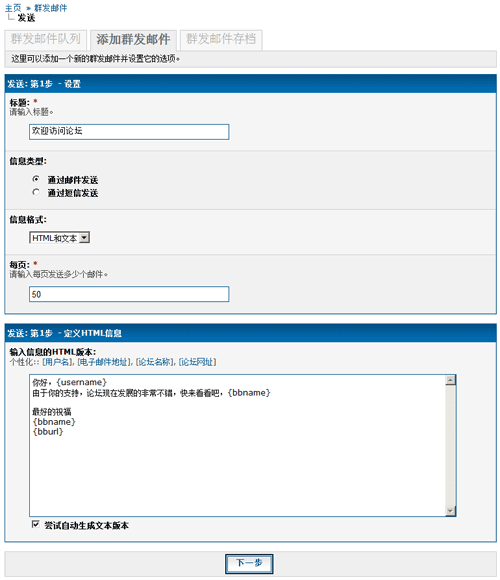 主页 » 群发邮件
发送
群发邮件队列 添加群发邮件 群发邮件存档
这里可以添加一个新的群发邮件并设置它的选项。
发送: 第1步 - 设置
标题: *
请输入标题。
欢迎访问论坛
信息类型:
通过邮件发送
通过短信发送
信息格式:
HTML和文本
每页: *
请输入每页发送多少个邮件。
50
发送: 第1步 - 定义HTML信息
输入信息的HTML版本:
个性化:: [用户名], [电子邮件地址], [论坛名称], [论坛网址]
你好，{username}
由于你的支持，论坛现在发展的非常不错，快来看看吧，{bbname}
最好的祝福
{bbname}
{bburl}
尝试自动生成文本版本
下一步